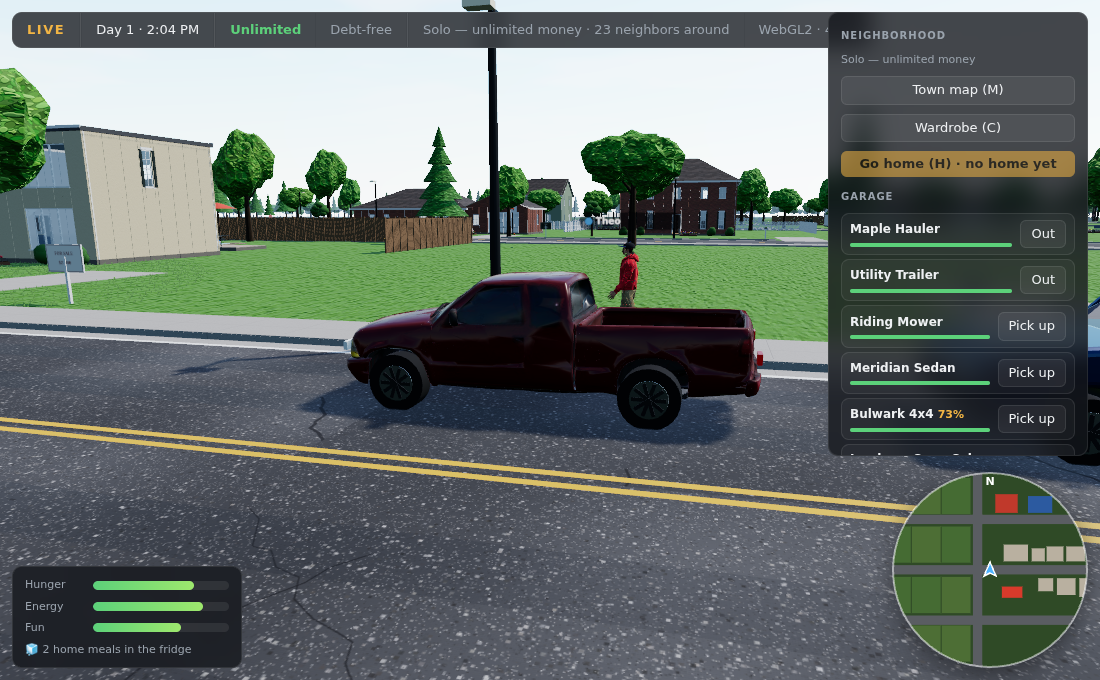 LIVE Day 1 · 2:04 PM Unlimited Debt-free Solo — unlimited money · 23 neighbors around WebGL2 ·
NEIGHBORHOOD
Solo — unlimited money
Town map (M)
Wardrobe (C)
Go home (H) · no home yet
GARAGE
Maple Hauler Out
Utility Trailer Out
Riding Mower Pick up
Meridian Sedan Pick up
Bulwark 4x4 73% Pick up
Theo
N
Hunger
Energy
Fun
2 home meals in the fridge